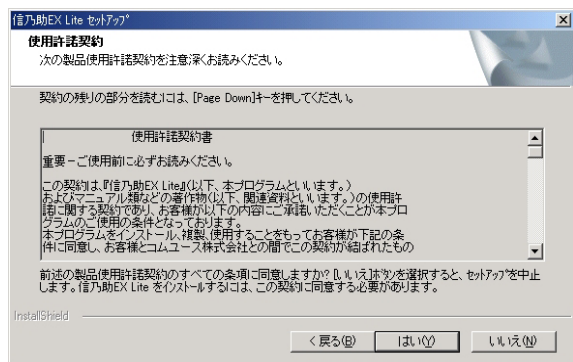 信乃助EX Lite セットアップ
使用許諾契約
次の製品使用許諾契約を注意深くお読みください。
契約の残りの部分を読むには、[Page Down]キーを押してください。
使用許諾契約書
重要－ご使用前に必ずお読みください。
この契約は、『信乃助EX Lite』（以下、本プログラムといいます。）
およびマニュアル類などの著作物（以下、関連資料といいます。）の使用許
諾に関する契約であり、お客様が以下の内容にご承諾いただくことが本プロ
グラムのご使用の条件となっております。
本プログラムをインストール、複製、使用することをもってお客様が下記の条
件に同意し、お客様とコムユース株式会社との間でこの契約が結ばれたもの
前述の製品使用許諾契約のすべての条項に同意しますか? [いいえ]ボタンを選択すると、セットアップを中止
します。信乃助EX Lite をインストールするには、この契約に同意する必要があります。
InstallShield
< 戻る(B)
はい(Y)
いいえ(N)